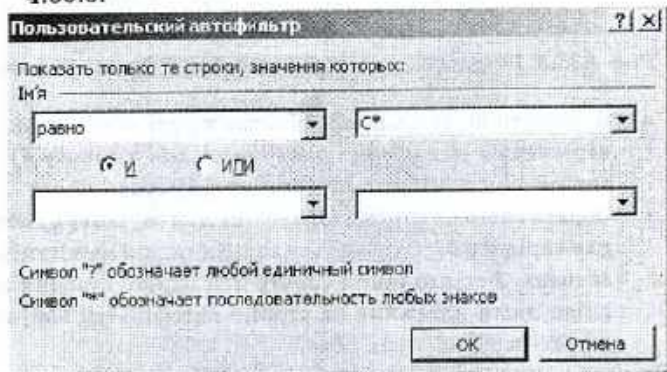 Пользовательский автофильтр
Показать только те строки, значения которых:
Ім'я
равно С*
И ИЛИ
Символ "?" обозначает любой единичный символ
Символ "*" обозначает последовательность любых знаков
ОК Отмена